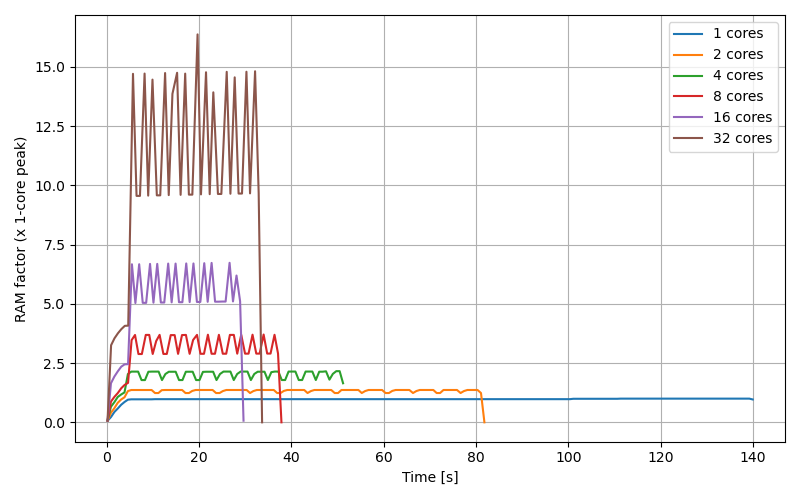 1 cores
2 cores
4 cores
8 cores
16 cores
32 cores
15.0
12.5
10.0
7.5
5.0
2.5
0.0
RAM factor (x 1-core peak)
0 20 40 60 80 100 120 140
Time [s]